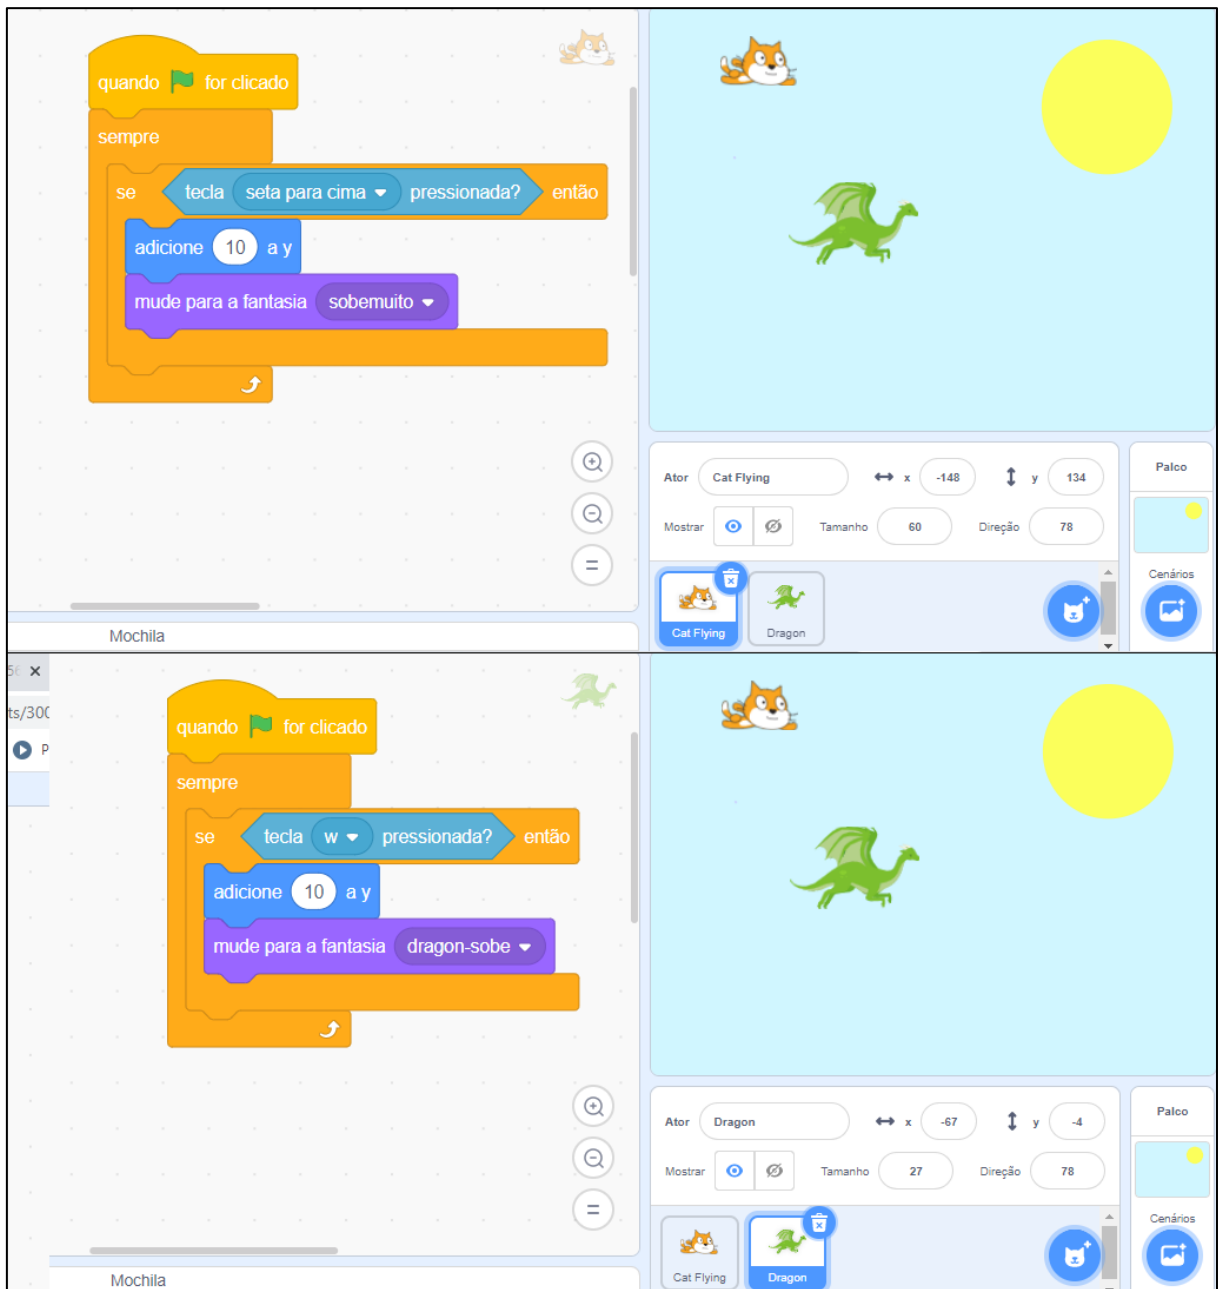 quando for clicado
sempre
se tecla seta para cima pressionada? então
adicione 10 a y
mude para a fantasia sobemuito
Mochila
Ator Cat Flying x -148 y 134
Mostrar Tamanho 60 Direção 78
Cat Flying Dragon
Palco
Cenários
ts/300
P
quando for clicado
sempre
se tecla w pressionada? então
adicione 10 a y
mude para a fantasia dragon-sobe
Mochila
Ator Dragon x -67 y -4
Mostrar Tamanho 27 Direção 78
Cat Flying Dragon
Palco
Cenários